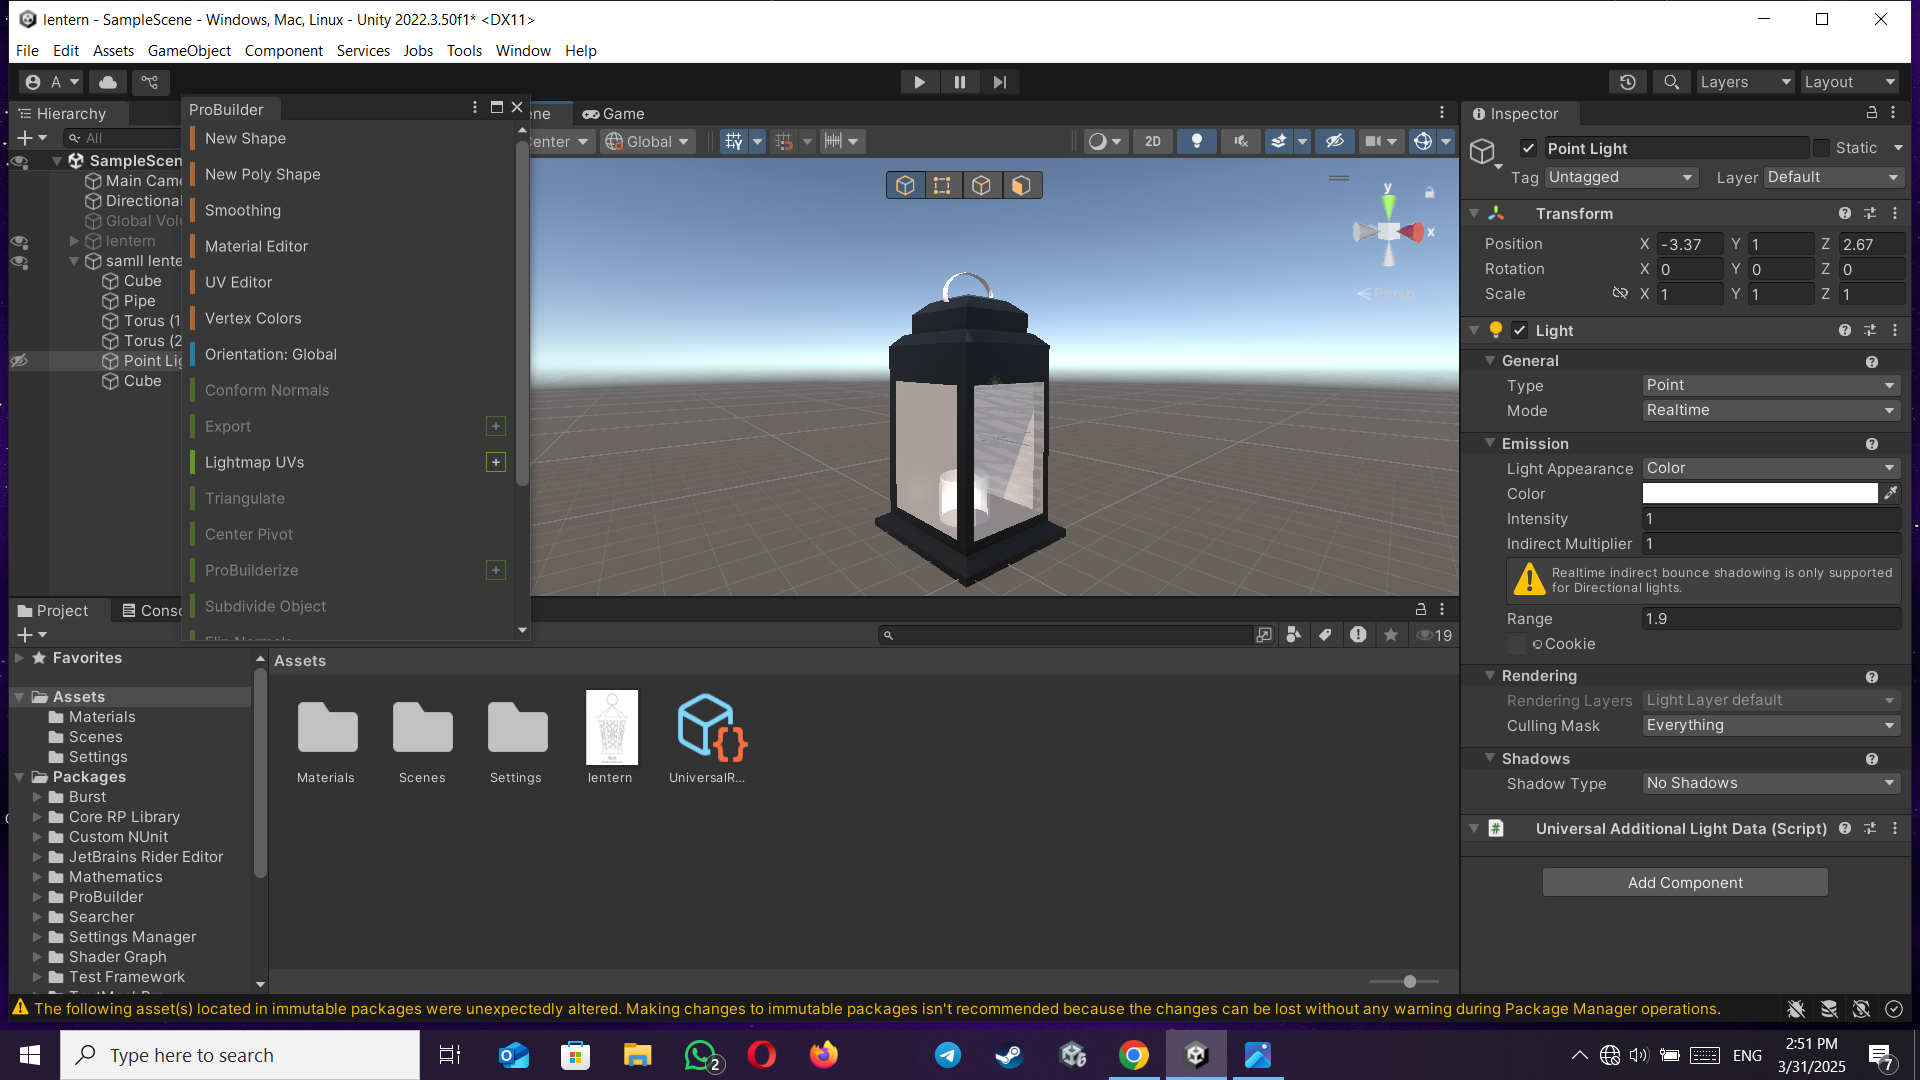 lentern - SampleScene - Windows, Mac, Linux - Unity 2022.3.50f1* <DX11>
File Edit Assets GameObject Component Services Jobs Tools Window Help
A
Layers
Layout
Hierarchy
All
SampleScen
Main Came
Directional
Global Volu
lentern
samll lente
Cube
Pipe
Torus (1
Torus (2
Point Lig
Cube
ProBuilder
New Shape
New Poly Shape
Smoothing
Material Editor
UV Editor
Vertex Colors
Orientation: Global
Conform Normals
Export
Lightmap UVs
Triangulate
Center Pivot
ProBuilderize
Subdivide Object
Flip Normals
ene
Game
enter
Global
2D
y
x
Persp
Inspector
Point Light
Static
Tag Untagged
Layer Default
Transform
Position X -3.37 Y 1 Z 2.67
Rotation X 0 Y 0 Z 0
Scale X 1 Y 1 Z 1
Light
General
Type Point
Mode Realtime
Emission
Light Appearance Color
Color
Intensity 1
Indirect Multiplier 1
Realtime indirect bounce shadowing is only supported
for Directional lights.
Range 1.9
Cookie
Rendering
Rendering Layers Light Layer default
Culling Mask Everything
Shadows
Shadow Type No Shadows
Universal Additional Light Data (Script)
Add Component
Project
Conso
19
Favorites
Assets
Materials
Scenes
Settings
Packages
Burst
Core RP Library
Custom NUnit
JetBrains Rider Editor
Mathematics
ProBuilder
Searcher
Settings Manager
Shader Graph
Test Framework
Assets
Materials
Scenes
Settings
lentern
UniversalR...
The following asset(s) located in immutable packages were unexpectedly altered. Making changes to immutable packages isn't recommended because the changes can be lost without any warning during Package Manager operations.
Type here to search
2
6
ENG
2:51 PM
3/31/2025
7